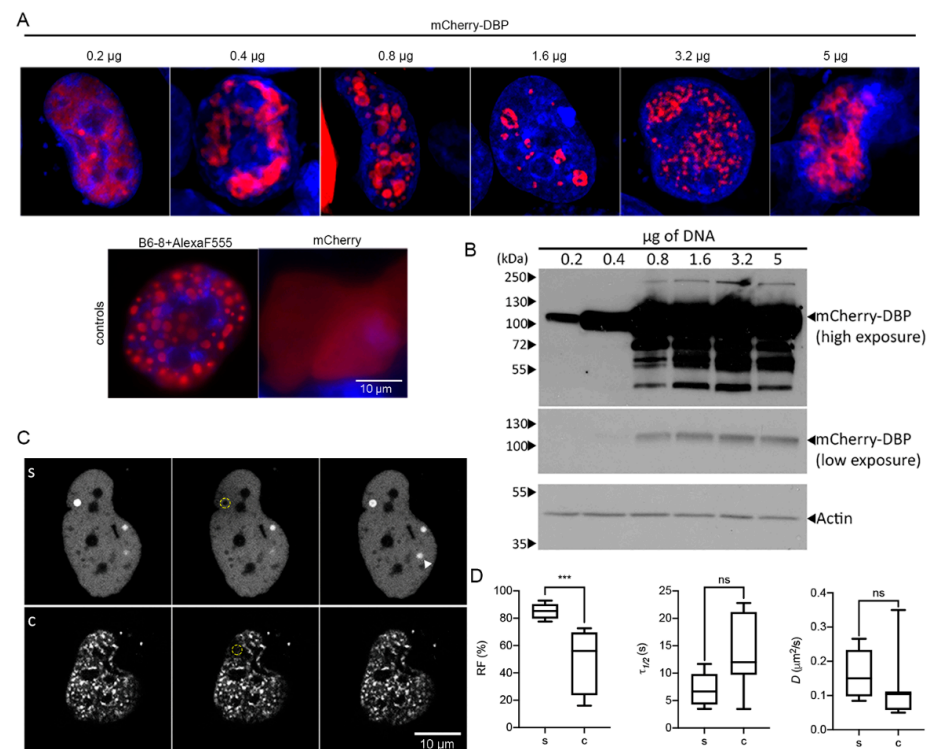 A
mCherry-DBP
0.2 µg 0.4 µg 0.8 µg 1.6 µg 3.2 µg 5 µg
B6-8+AlexaF555 mCherry
controls
10 µm
B
µg of DNA
(kDa) 0.2 0.4 0.8 1.6 3.2 5
250
130
100
72
55
mCherry-DBP
(high exposure)
130
100
mCherry-DBP
(low exposure)
55
35
Actin
C
s
c
10 µm
D
RF (%)
100
80
60
40
20
0
***
s c
τ1/2 (s)
25
20
15
10
5
0
ns
s c
D (µm²/s)
0.4
0.3
0.2
0.1
0.0
ns
s c